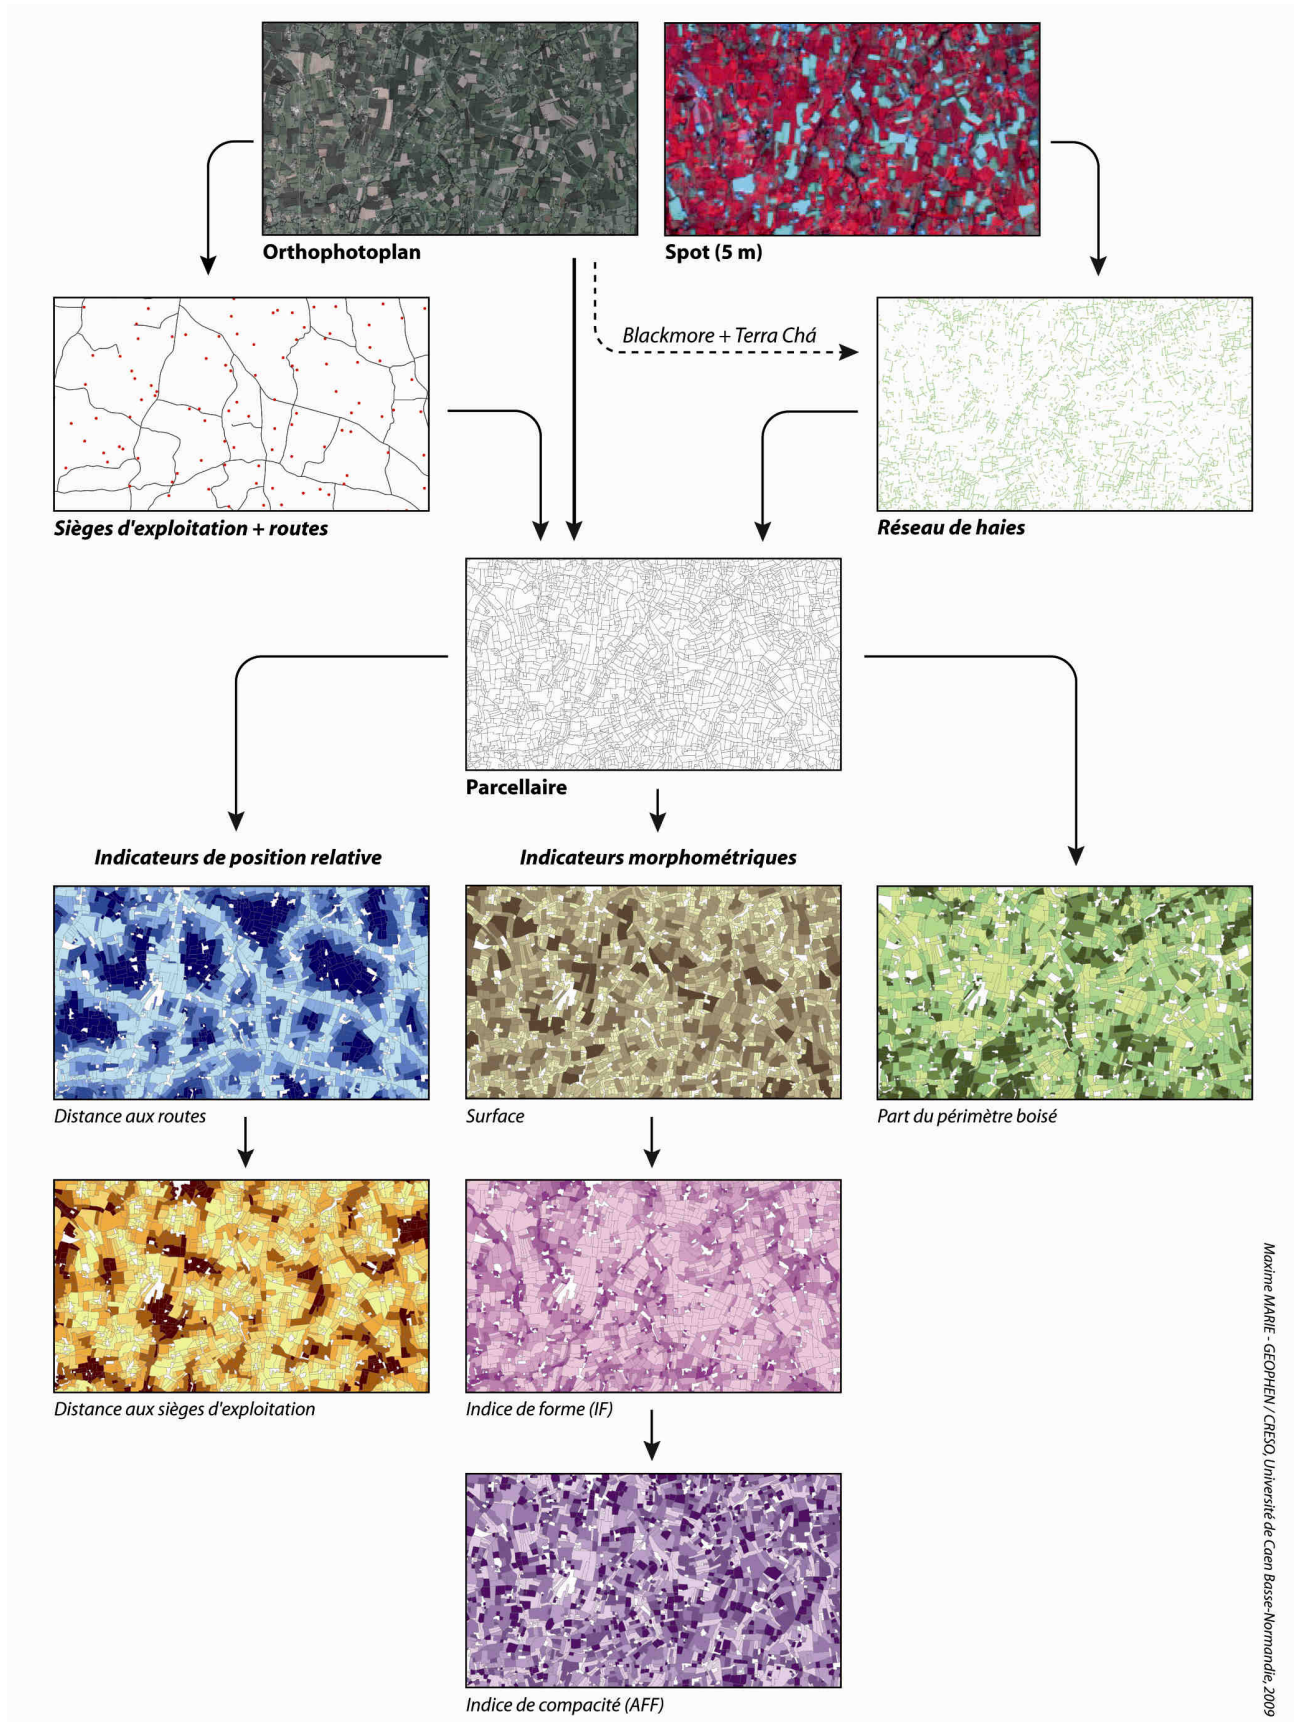 Orthophotoplan
Spot (5 m)
Blackmore + Terra Chá
Sièges d'exploitation + routes
Réseau de haies
Parcellaire
Indicateurs de position relative
Indicateurs morphométriques
Distance aux routes
Surface
Part du périmètre boisé
Distance aux sièges d'exploitation
Indice de forme (IF)
Indice de compacité (AFF)
Maxime MARIE - GEOPHEN / CRESO, Université de Caen Basse-Normandie, 2009